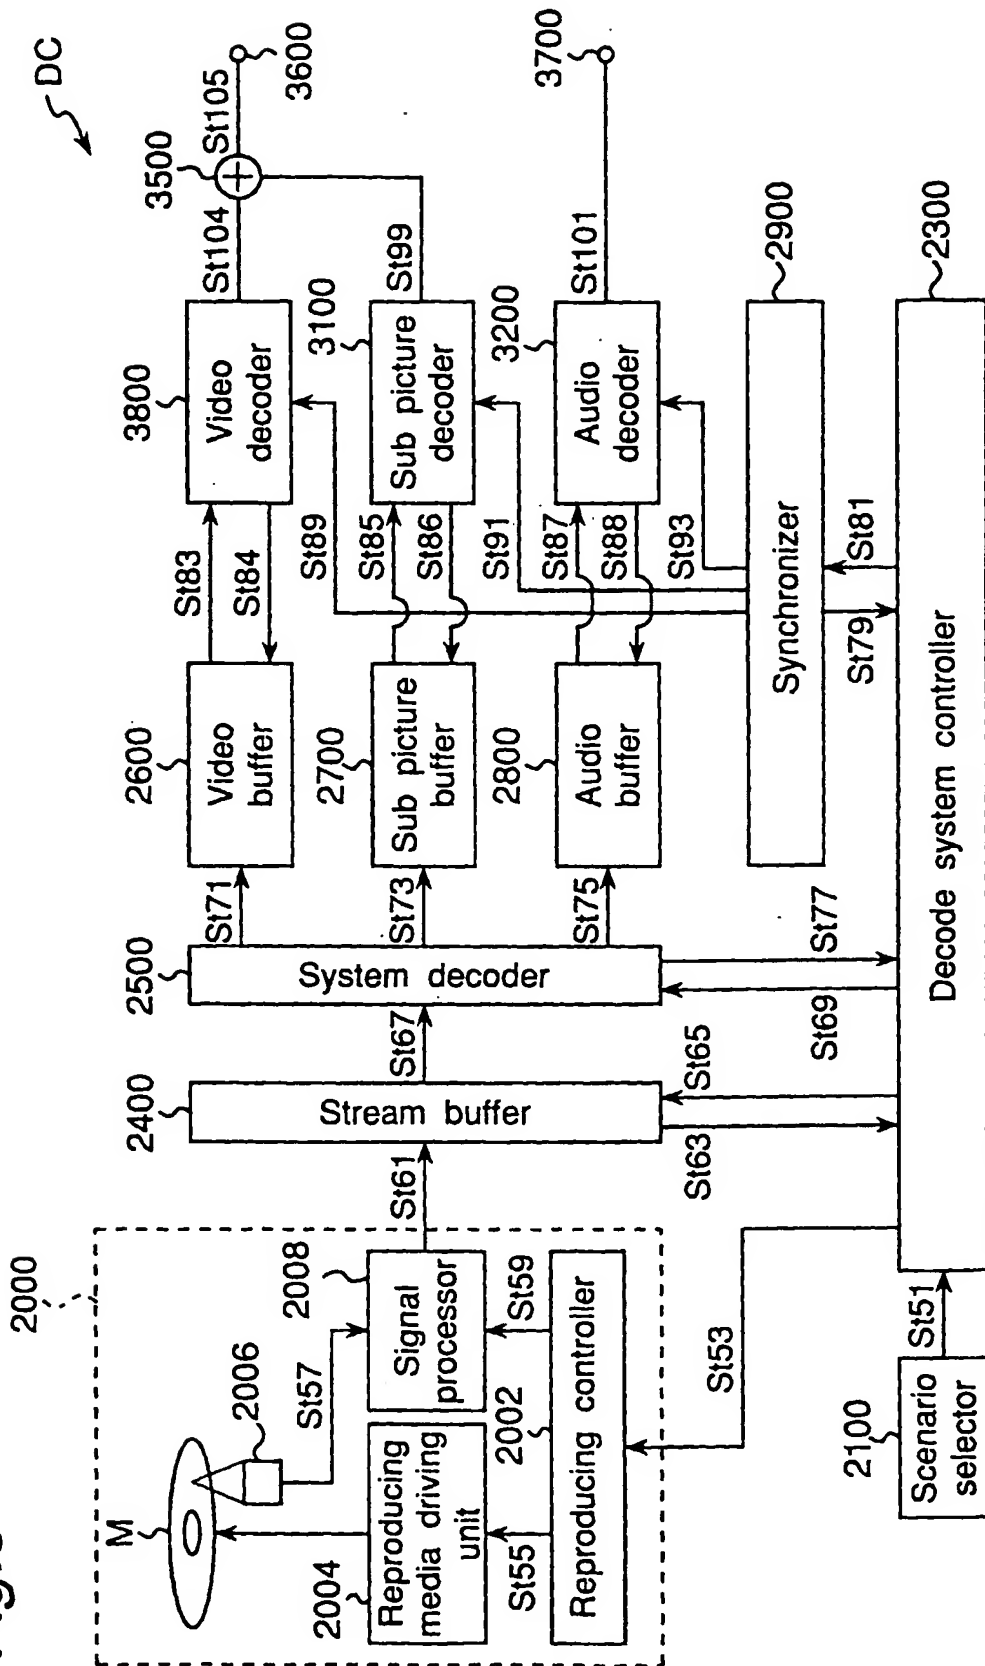 2000
DC
M
2006
St57
2004
Reproducing
media driving
unit
2008
Signal
processor
St55
St59
2002
Reproducing controller
St61
2400
Stream buffer
St67
2500
System decoder
St71
St73
St75
2600
Video
buffer
2700
Sub picture
buffer
2800
Audio
buffer
St83
St84
St89
St85
St86
St91
St87
St88
St93
3800
Video
decoder
3100
Sub picture
decoder
3200
Audio
decoder
St104
3500
St105
3600
St99
St101
3700
Synchronizer
2900
St63
St65
St69
St77
St79
St81
St53
2100
Scenario
selector
St51
Decode system controller
2300